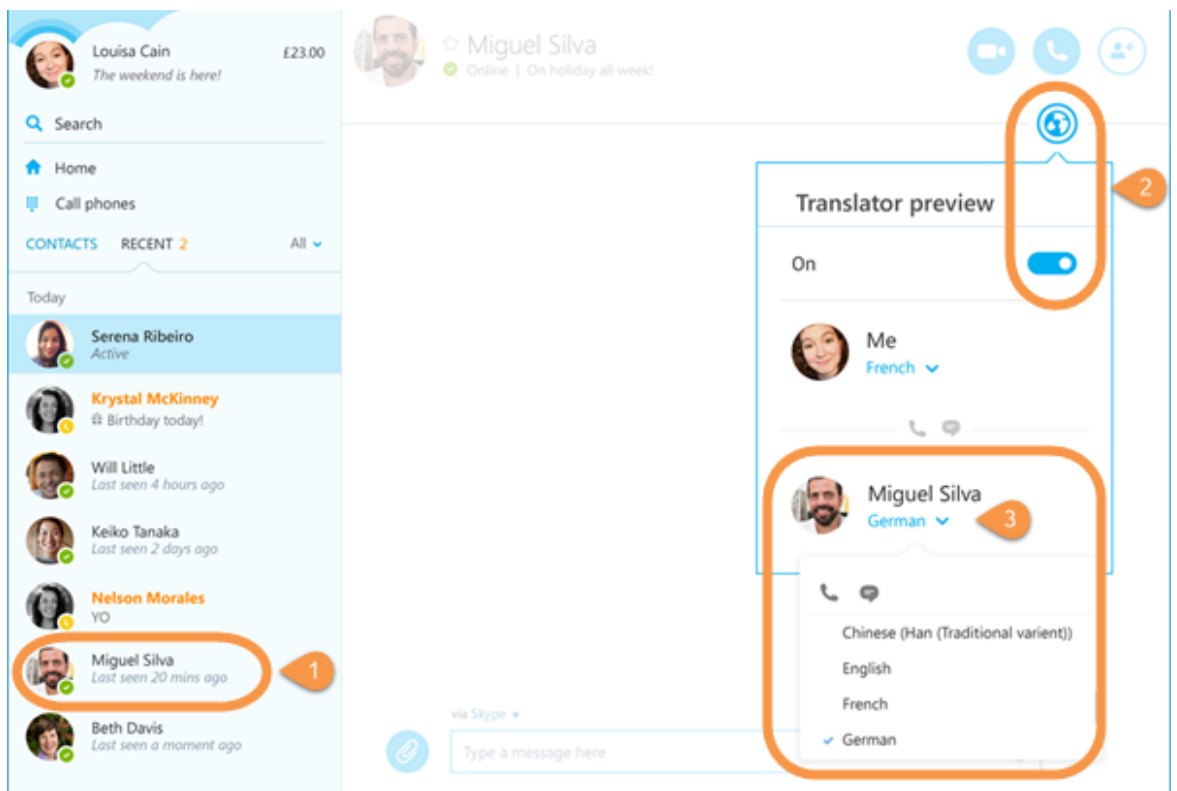 Louisa Cain £23.00
The weekend is here!
Search
Home
Call phones
CONTACTS RECENT 2 All
Today
Serena Ribeiro
Active
Krystal McKinney
Birthday today!
Will Little
Last seen 4 hours ago
Keiko Tanaka
Last seen 2 days ago
Nelson Morales
YO
Miguel Silva
Last seen 20 mins ago
1
Beth Davis
Last seen a moment ago
Miguel Silva
Online | On holiday all week!
2
Translator preview
On
Me
French
Miguel Silva
German
3
Chinese (Han (Traditional varient))
English
French
German
via Skype
Type a message here